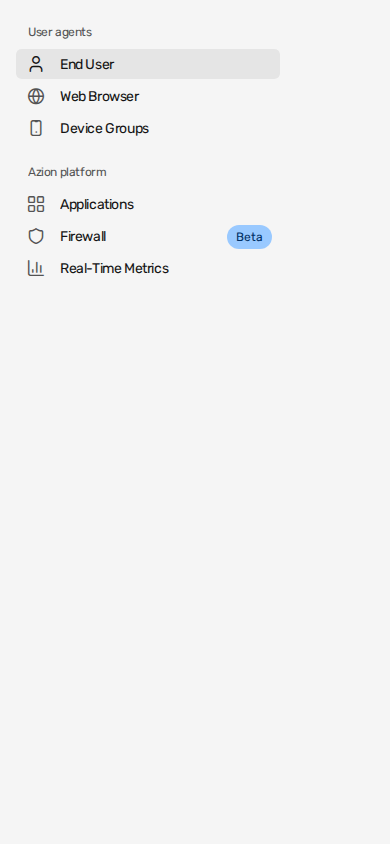 User agents
End User
Web Browser
Device Groups
Azion platform
Applications
Firewall
Beta
Real-Time Metrics